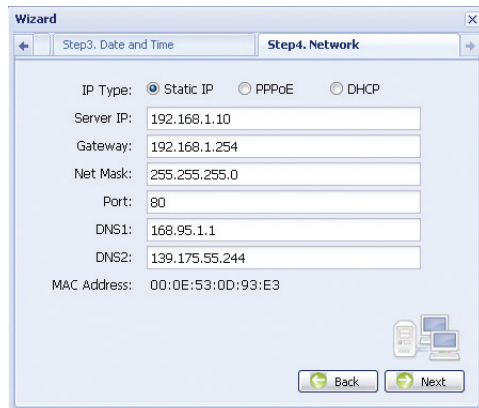 Wizard
Step3. Date and Time Step4. Network
IP Type: Static IP PPPoE DHCP
Server IP: 192.168.1.10
Gateway: 192.168.1.254
Net Mask: 255.255.255.0
Port: 80
DNS1: 168.95.1.1
DNS2: 139.175.55.244
MAC Address: 00:0E:53:0D:93:E3
Back Next